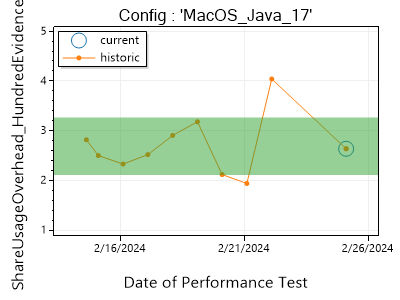 Config : 'MacOS_Java_17'
ShareUsageOverhead_HundredEvidence
current
historic
5
4
3
2
1
2/16/2024
2/21/2024
2/26/2024
Date of Performance Test